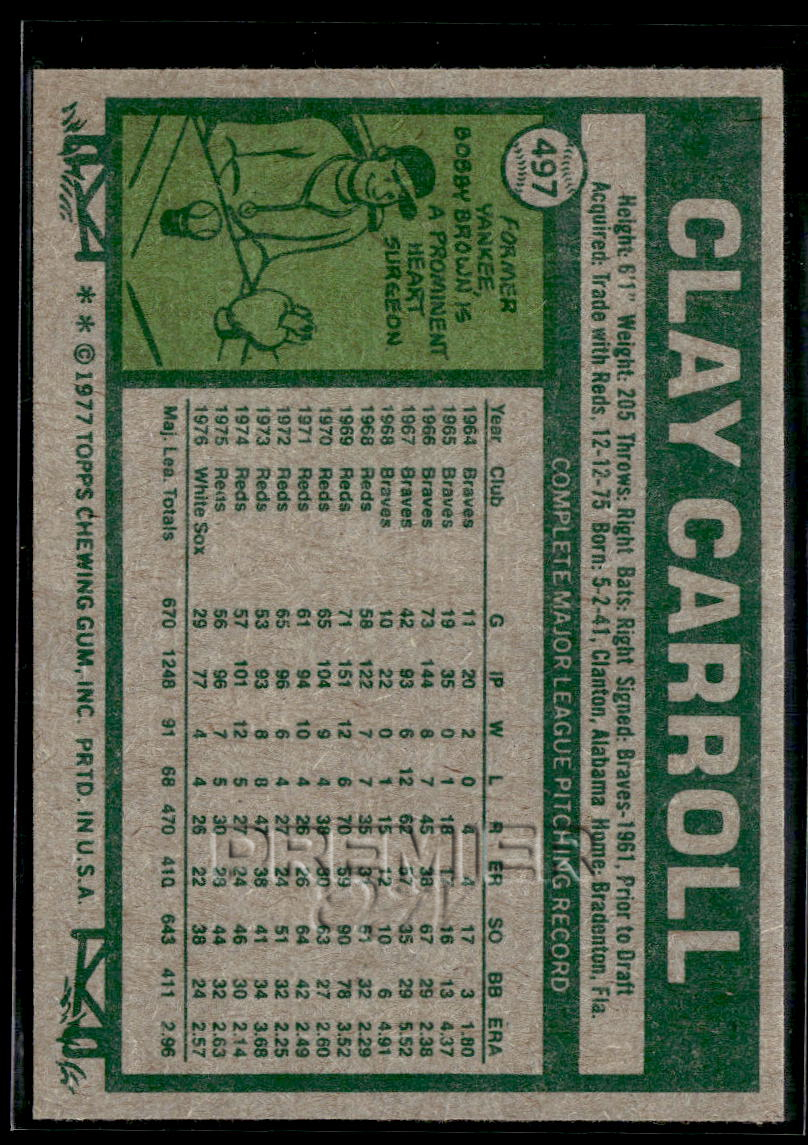 497
CLAY CARROLL
Height: 6'1" Weight: 205 Throws: Right Bats: Right Signed: Braves-1961, Prior to Draft
Acquired: Trade with Reds, 12-12-75 Born: 5-2-41, Clanton, Alabama Home: Bradenton, Fla.
COMPLETE MAJOR LEAGUE PITCHING RECORD
FORMER
YANKEE,
BOBBY BROWN IS
A PROMINENT
HEART
SURGEON
Year Club G IP W L R ER SO BB ERA
1964 Braves 11 20 2 0 4 4 17 3 1.80
1965 Braves 19 35 0 1 18 16 13 4.37
1966 Braves 73 144 8 7 45 38 67 29 2.38
1967 Braves 42 93 6 12 62 57 35 29 5.52
1968 Braves 10 22 0 1 15 12 10 6 4.91
1968 Reds 58 122 7 7 35 51 32 2.29
1969 Reds 71 151 12 6 70 59 90 78 3.52
1970 Reds 65 104 9 4 63 27 2.60
1971 Reds 61 94 10 4 26 26 64 42 2.49
1972 Reds 65 96 6 4 27 24 51 32 2.25
1973 Reds 53 93 8 8 47 38 41 34 3.68
1974 Reds 57 101 12 5 27 24 46 30 2.14
1975 Reds 56 96 7 5 30 28 44 32 2.63
1976 White Sox 29 77 4 4 26 22 38 24 2.57
Maj. Lea. Totals 670 1248 91 68 470 410 643 411 2.96
* * © 1977 TOPPS CHEWING GUM, INC. PRTD. IN U.S.A.
PREMIER